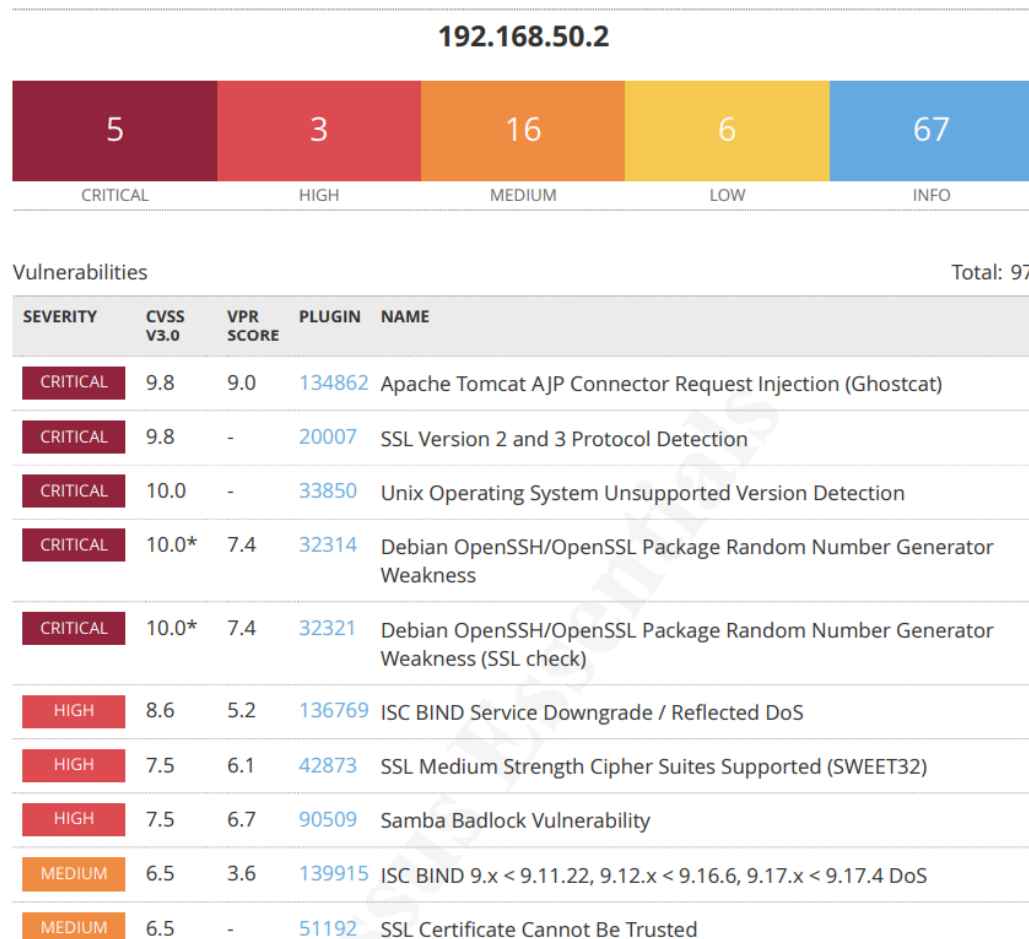 192.168.50.2
5 3 16 6 67
CRITICAL HIGH MEDIUM LOW INFO
Vulnerabilities Total: 97
SEVERITY CVSS V3.0 VPR SCORE PLUGIN NAME
CRITICAL 9.8 9.0 134862 Apache Tomcat AJP Connector Request Injection (Ghostcat)
CRITICAL 9.8 - 20007 SSL Version 2 and 3 Protocol Detection
CRITICAL 10.0 - 33850 Unix Operating System Unsupported Version Detection
CRITICAL 10.0* 7.4 32314 Debian OpenSSH/OpenSSL Package Random Number Generator
Weakness
CRITICAL 10.0* 7.4 32321 Debian OpenSSH/OpenSSL Package Random Number Generator
Weakness (SSL check)
HIGH 8.6 5.2 136769 ISC BIND Service Downgrade / Reflected DoS
HIGH 7.5 6.1 42873 SSL Medium Strength Cipher Suites Supported (SWEET32)
HIGH 7.5 6.7 90509 Samba Badlock Vulnerability
MEDIUM 6.5 3.6 139915 ISC BIND 9.x < 9.11.22, 9.12.x < 9.16.6, 9.17.x < 9.17.4 DoS
MEDIUM 6.5 - 51192 SSL Certificate Cannot Be Trusted
ssus Essentials